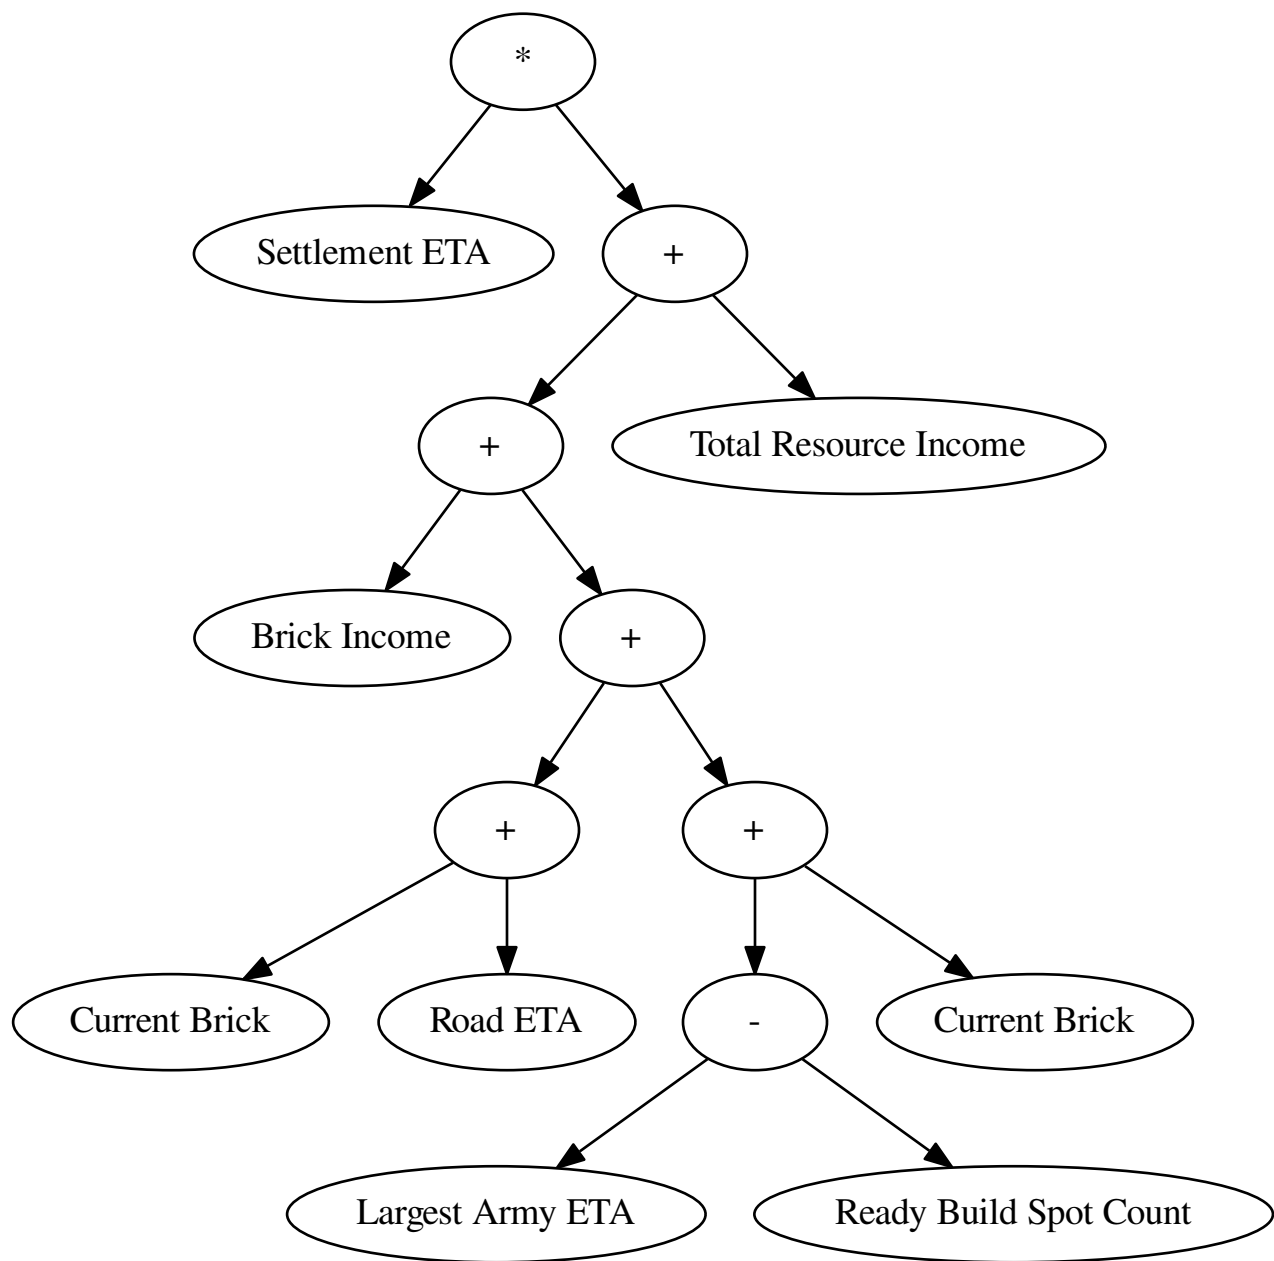 *
Settlement ETA
+
+
Total Resource Income
Brick Income
+
+
+
Current Brick
Road ETA
-
Current Brick
Largest Army ETA
Ready Build Spot Count